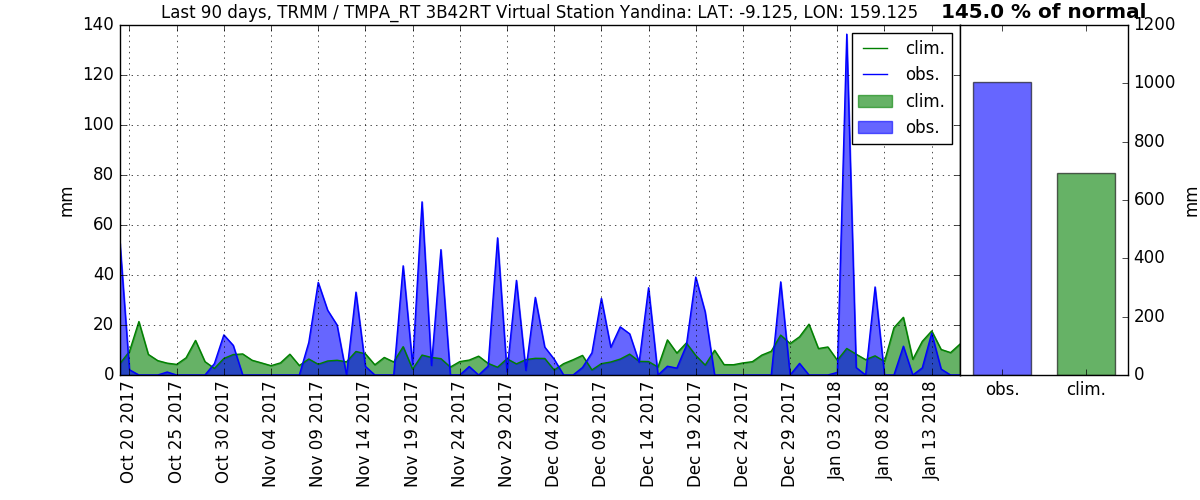 Last 90 days, TRMM / TMPA_RT 3B42RT Virtual Station Yandina: LAT: -9.125, LON: 159.125
145.0 % of normal
140
120
100
80
60
40
20
0
mm
clim.
obs.
clim.
obs.
1200
1000
800
600
400
200
0
mm
Oct 20 2017
Oct 25 2017
Oct 30 2017
Nov 04 2017
Nov 09 2017
Nov 14 2017
Nov 19 2017
Nov 24 2017
Nov 29 2017
Dec 04 2017
Dec 09 2017
Dec 14 2017
Dec 19 2017
Dec 24 2017
Dec 29 2017
Jan 03 2018
Jan 08 2018
Jan 13 2018
obs.
clim.